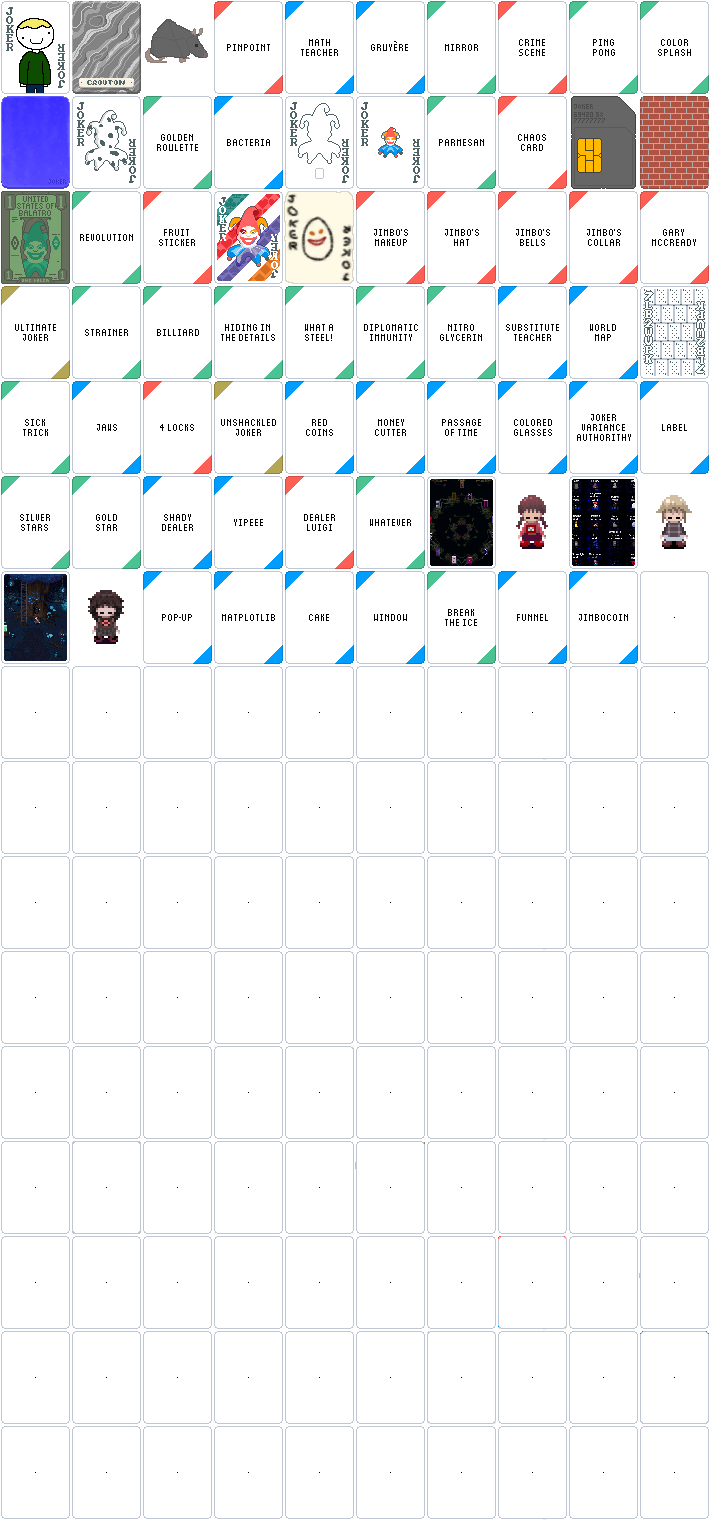 JOKER
JOKER
CROUTON
PINPOINT
MATH
TEACHER
GRUYÈRE
MIRROR
CRIME
SCENE
PING
PONG
COLOR
SPLASH
JOKER
JOKER
JOKER
GOLDEN
ROULETTE
BACTERIA
JOKER
JOKER
JOKER
JOKER
PARMESAN
CHAOS
CARD
JOKER
UNITED
STATES OF
BALATRO
REVOLUTION
FRUIT
STICKER
JOKER
JOKER
JOKER
JOKER
JIMBO'S
MAKEUP
JIMBO'S
HAT
JIMBO'S
BELLS
JIMBO'S
COLLAR
GARY
MCCREADY
ULTIMATE
JOKER
STRAINER
BILLIARD
HIDING IN
THE DETAILS
WHAT A
STEEL!
DIPLOMATIC
IMMUNITY
NITRO
GLYCERIN
SUBSTITUTE
TEACHER
WORLD
MAP
SICK
TRICK
JAWS
4 LOCKS
UNSHACKLED
JOKER
RED
COINS
MONEY
CUTTER
PASSAGE
OF TIME
COLORED
GLASSES
JOKER
VARIANCE
AUTHORITHY
LABEL
SILVER
STARS
GOLD
STAR
SHADY
DEALER
YIPEEE
DEALER
LUIGI
WHATEVER
POP-UP
MATPLOTLIB
CAKE
WINDOW
BREAK
THE ICE
FUNNEL
JIMBOCOIN